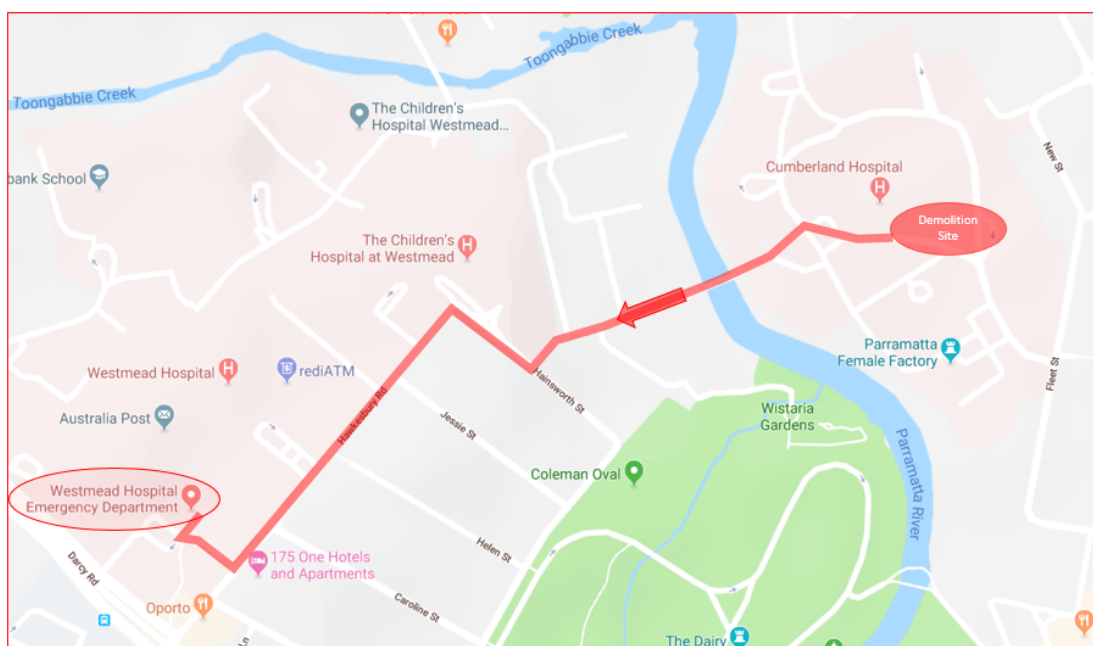 Toongabbie Creek
Toongabbie Creek
The Children's
Hospital Westmead...
bank School
Cumberland Hospital
New St
Demolition
Site
The Children's
Hospital at Westmead
Parramatta
Female Factory
Westmead Hospital
rediATM
Hainsworth St
Fleet St
Australia Post
Hawkesbury Rd
Jessie St
Wistaria
Gardens
Parramatta River
Coleman Oval
Westmead Hospital
Emergency Department
175 One Hotels
and Apartments
Helen St
Darcy Rd
Caroline St
Oporto
Ln
The Dairy